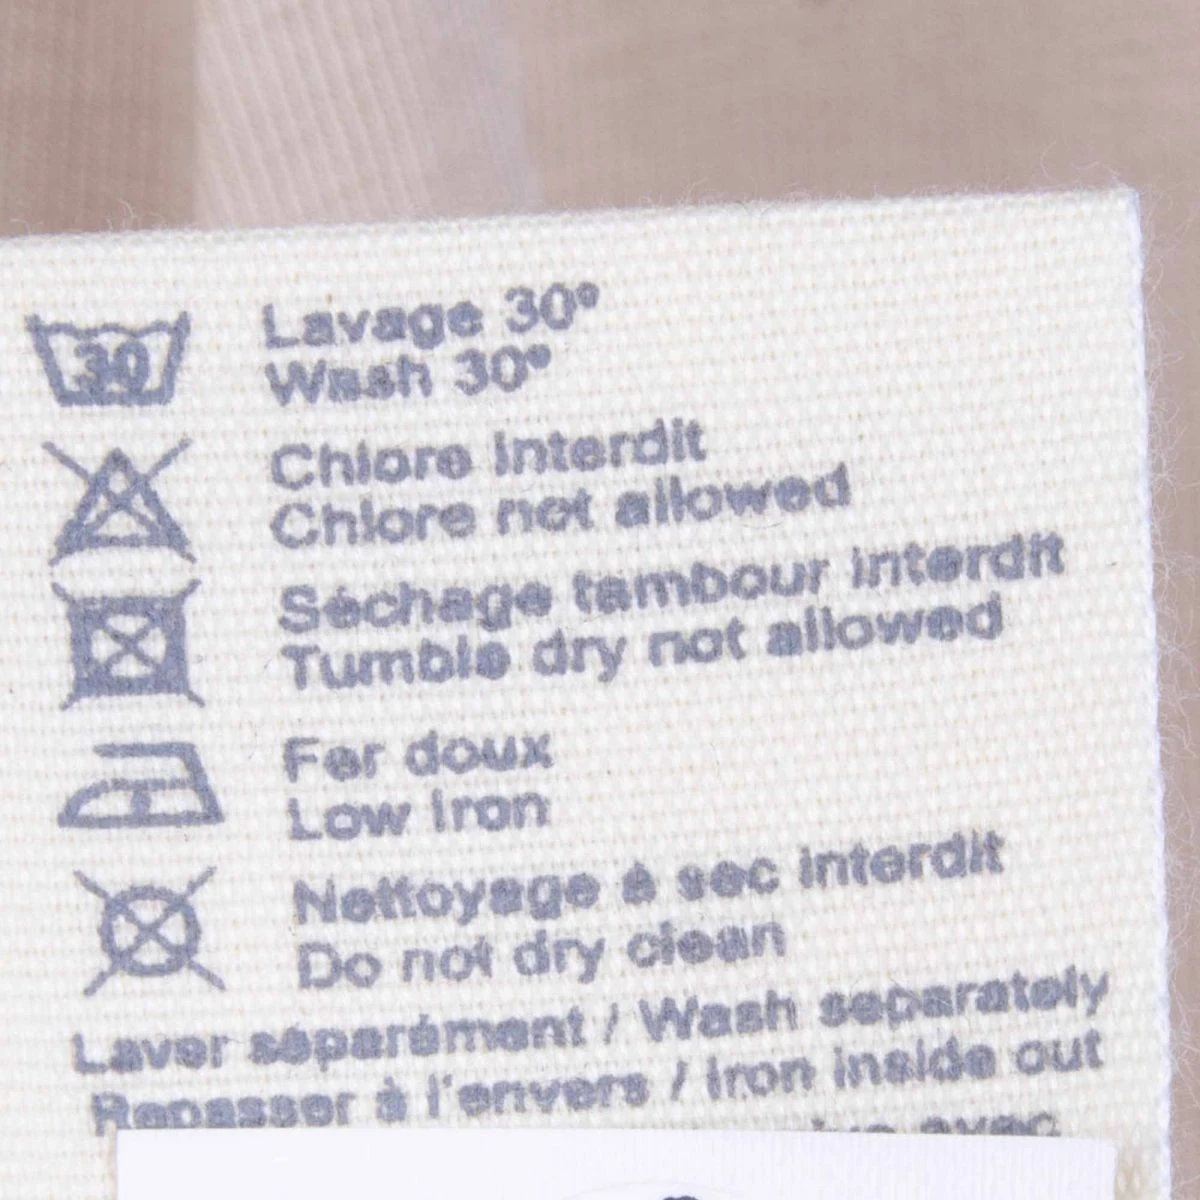 30
Lavage 30°
Wash 30°
Chlore interdit
Chlore not allowed
Séchage tambour interdit
Tumble dry not allowed
Fer doux
Low iron
Nettoyage à sec interdit
Do not dry clean
Laver séparément / Wash separately
Repasser à l'envers / Iron inside out
avec